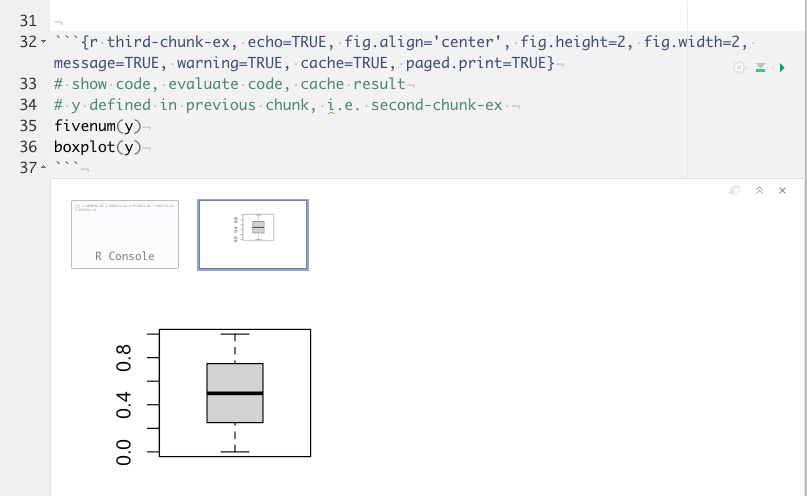 31
32 ```{r third-chunk-ex, echo=TRUE, fig.align='center', fig.height=2, fig.width=2,
message=TRUE, warning=TRUE, cache=TRUE, paged.print=TRUE}
33 # show code, evaluate code, cache result
34 # y defined in previous chunk, i.e. second-chunk-ex
35 fivenum(y)
36 boxplot(y)
37 ```
R Console
0.8
0.4
0.0